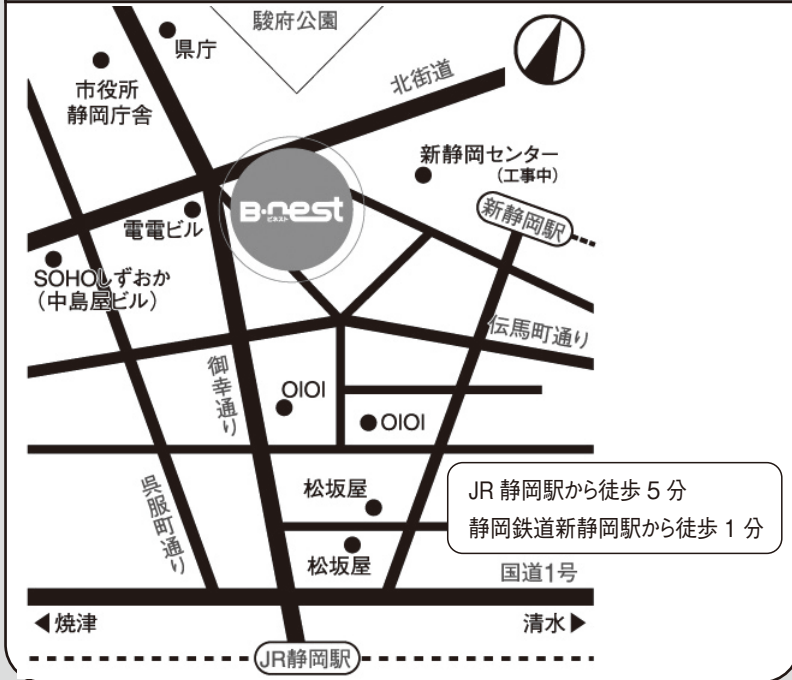 駿府公園
県庁
市役所
静岡庁舎
北街道
新静岡センター
(工事中)
新静岡駅
B・nest
ビネスト
電電ビル
SOHOしずおか
(中島屋ビル)
伝馬町通り
御幸通り
OIOI
OIOI
呉服町通り
松坂屋
松坂屋
JR 静岡駅から徒歩 5 分
静岡鉄道新静岡駅から徒歩 1 分
国道1号
◀焼津
清水▶
JR静岡駅